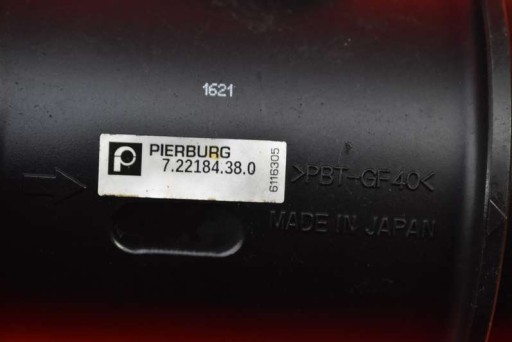 1621
PIERBURG
7.22184.38.0
6116305
>PBT-GF40<
MADE IN JAPAN